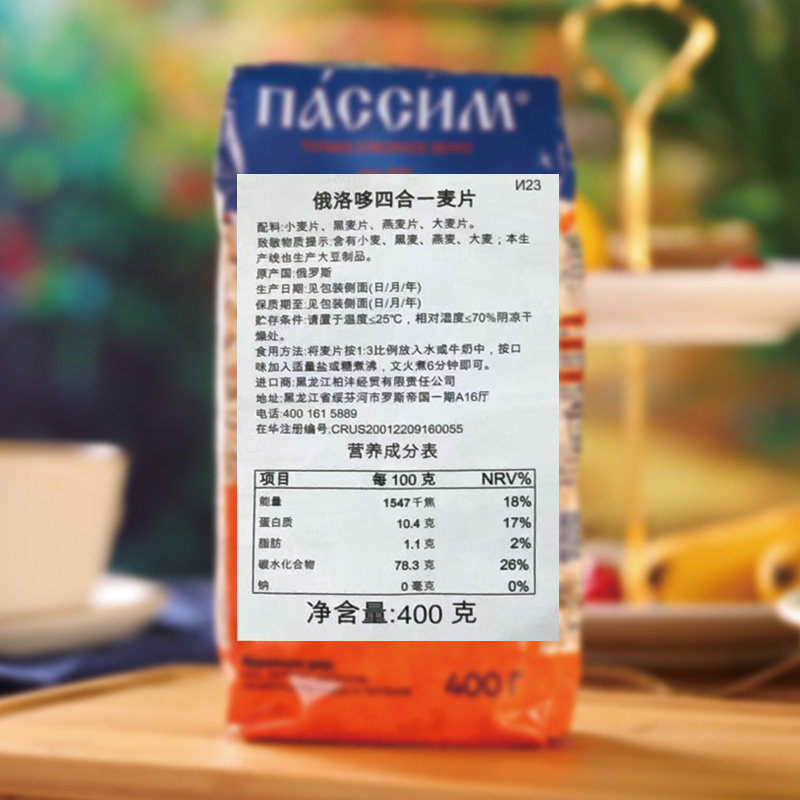 ПА́ССИМ®
И23
俄洛哆四合一麦片
配料:小麦片、黑麦片、燕麦片、大麦片。
致敏物质提示:含有小麦、黑麦、燕麦、大麦；本生
产线也生产大豆制品。
原产国:俄罗斯
生产日期:见包装侧面(日/月/年)
保质期至:见包装侧面(日/月/年)
贮存条件:请置于温度≤25℃，相对湿度≤70%阴凉干
燥处。
食用方法:将麦片按1:3比例放入水或牛奶中，按口
味加入适量盐或糖煮沸，文火煮6分钟即可。
进口商:黑龙江柏沣经贸有限责任公司
地址:黑龙江省绥芬河市罗斯帝国一期A16厅
电话:400 161 5889
在华注册编号:CRUS20012209160055
营养成分表
项目 每 100 克 NRV%
能量 1547 千焦 18%
蛋白质 10.4 克 17%
脂肪 1.1 克 2%
碳水化合物 78.3 克 26%
钠 0 毫克 0%
净含量:400 克
400 Г